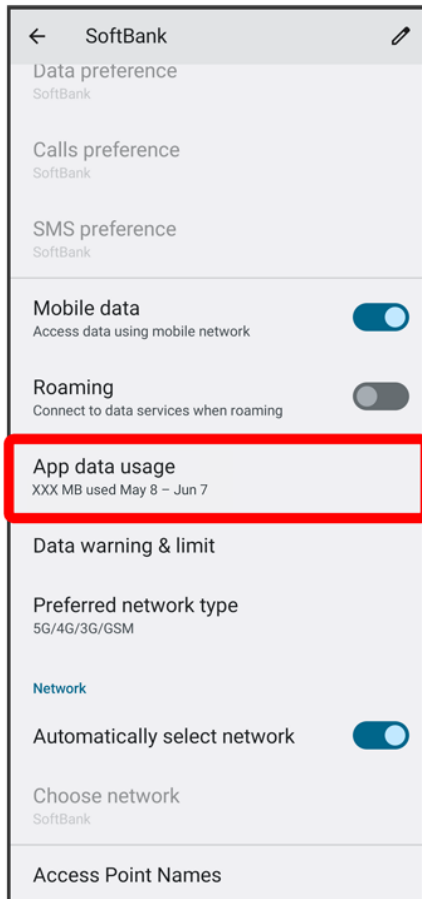 SoftBank
Data preference
SoftBank
Calls preference
SoftBank
SMS preference
SoftBank
Mobile data
Access data using mobile network
Roaming
Connect to data services when roaming
App data usage
XXX MB used May 8 – Jun 7
Data warning & limit
Preferred network type
5G/4G/3G/GSM
Network
Automatically select network
Choose network
SoftBank
Access Point Names